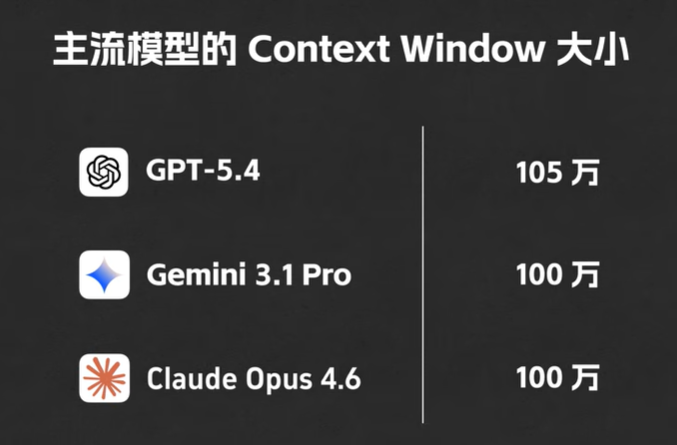 主流模型的 Context Window 大小
GPT-5.4 105 万
Gemini 3.1 Pro 100 万
Claude Opus 4.6 100 万